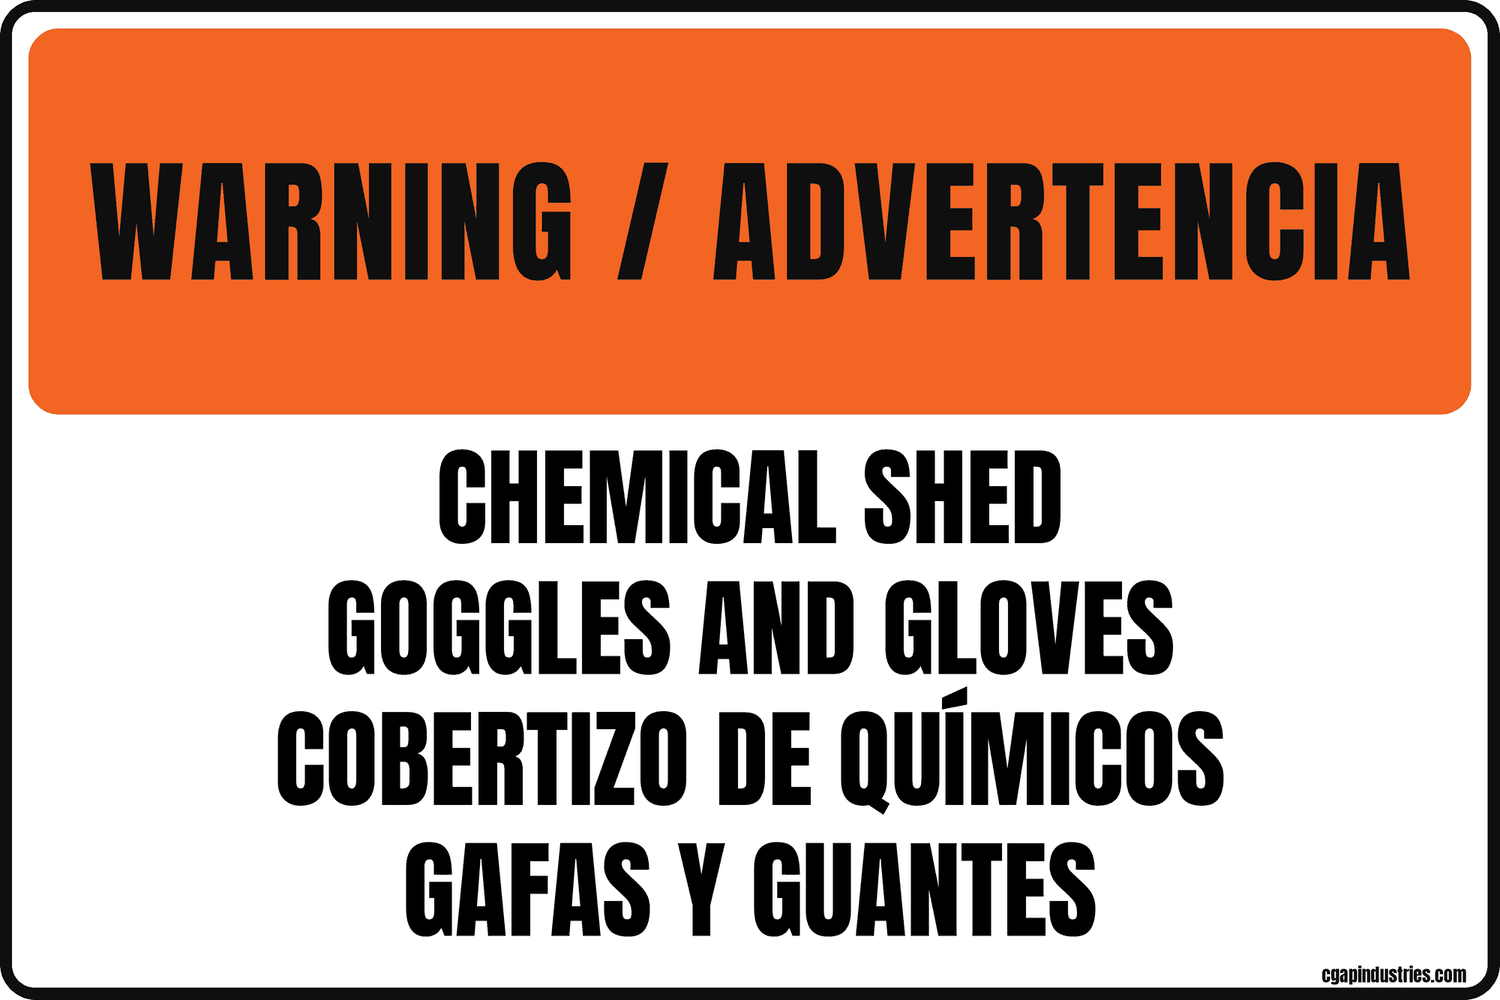 WARNING / ADVERTENCIA
CHEMICAL SHED
GOGGLES AND GLOVES
COBERTIZO DE QUÍMICOS
GAFAS Y GUANTES
cgapindustries.com